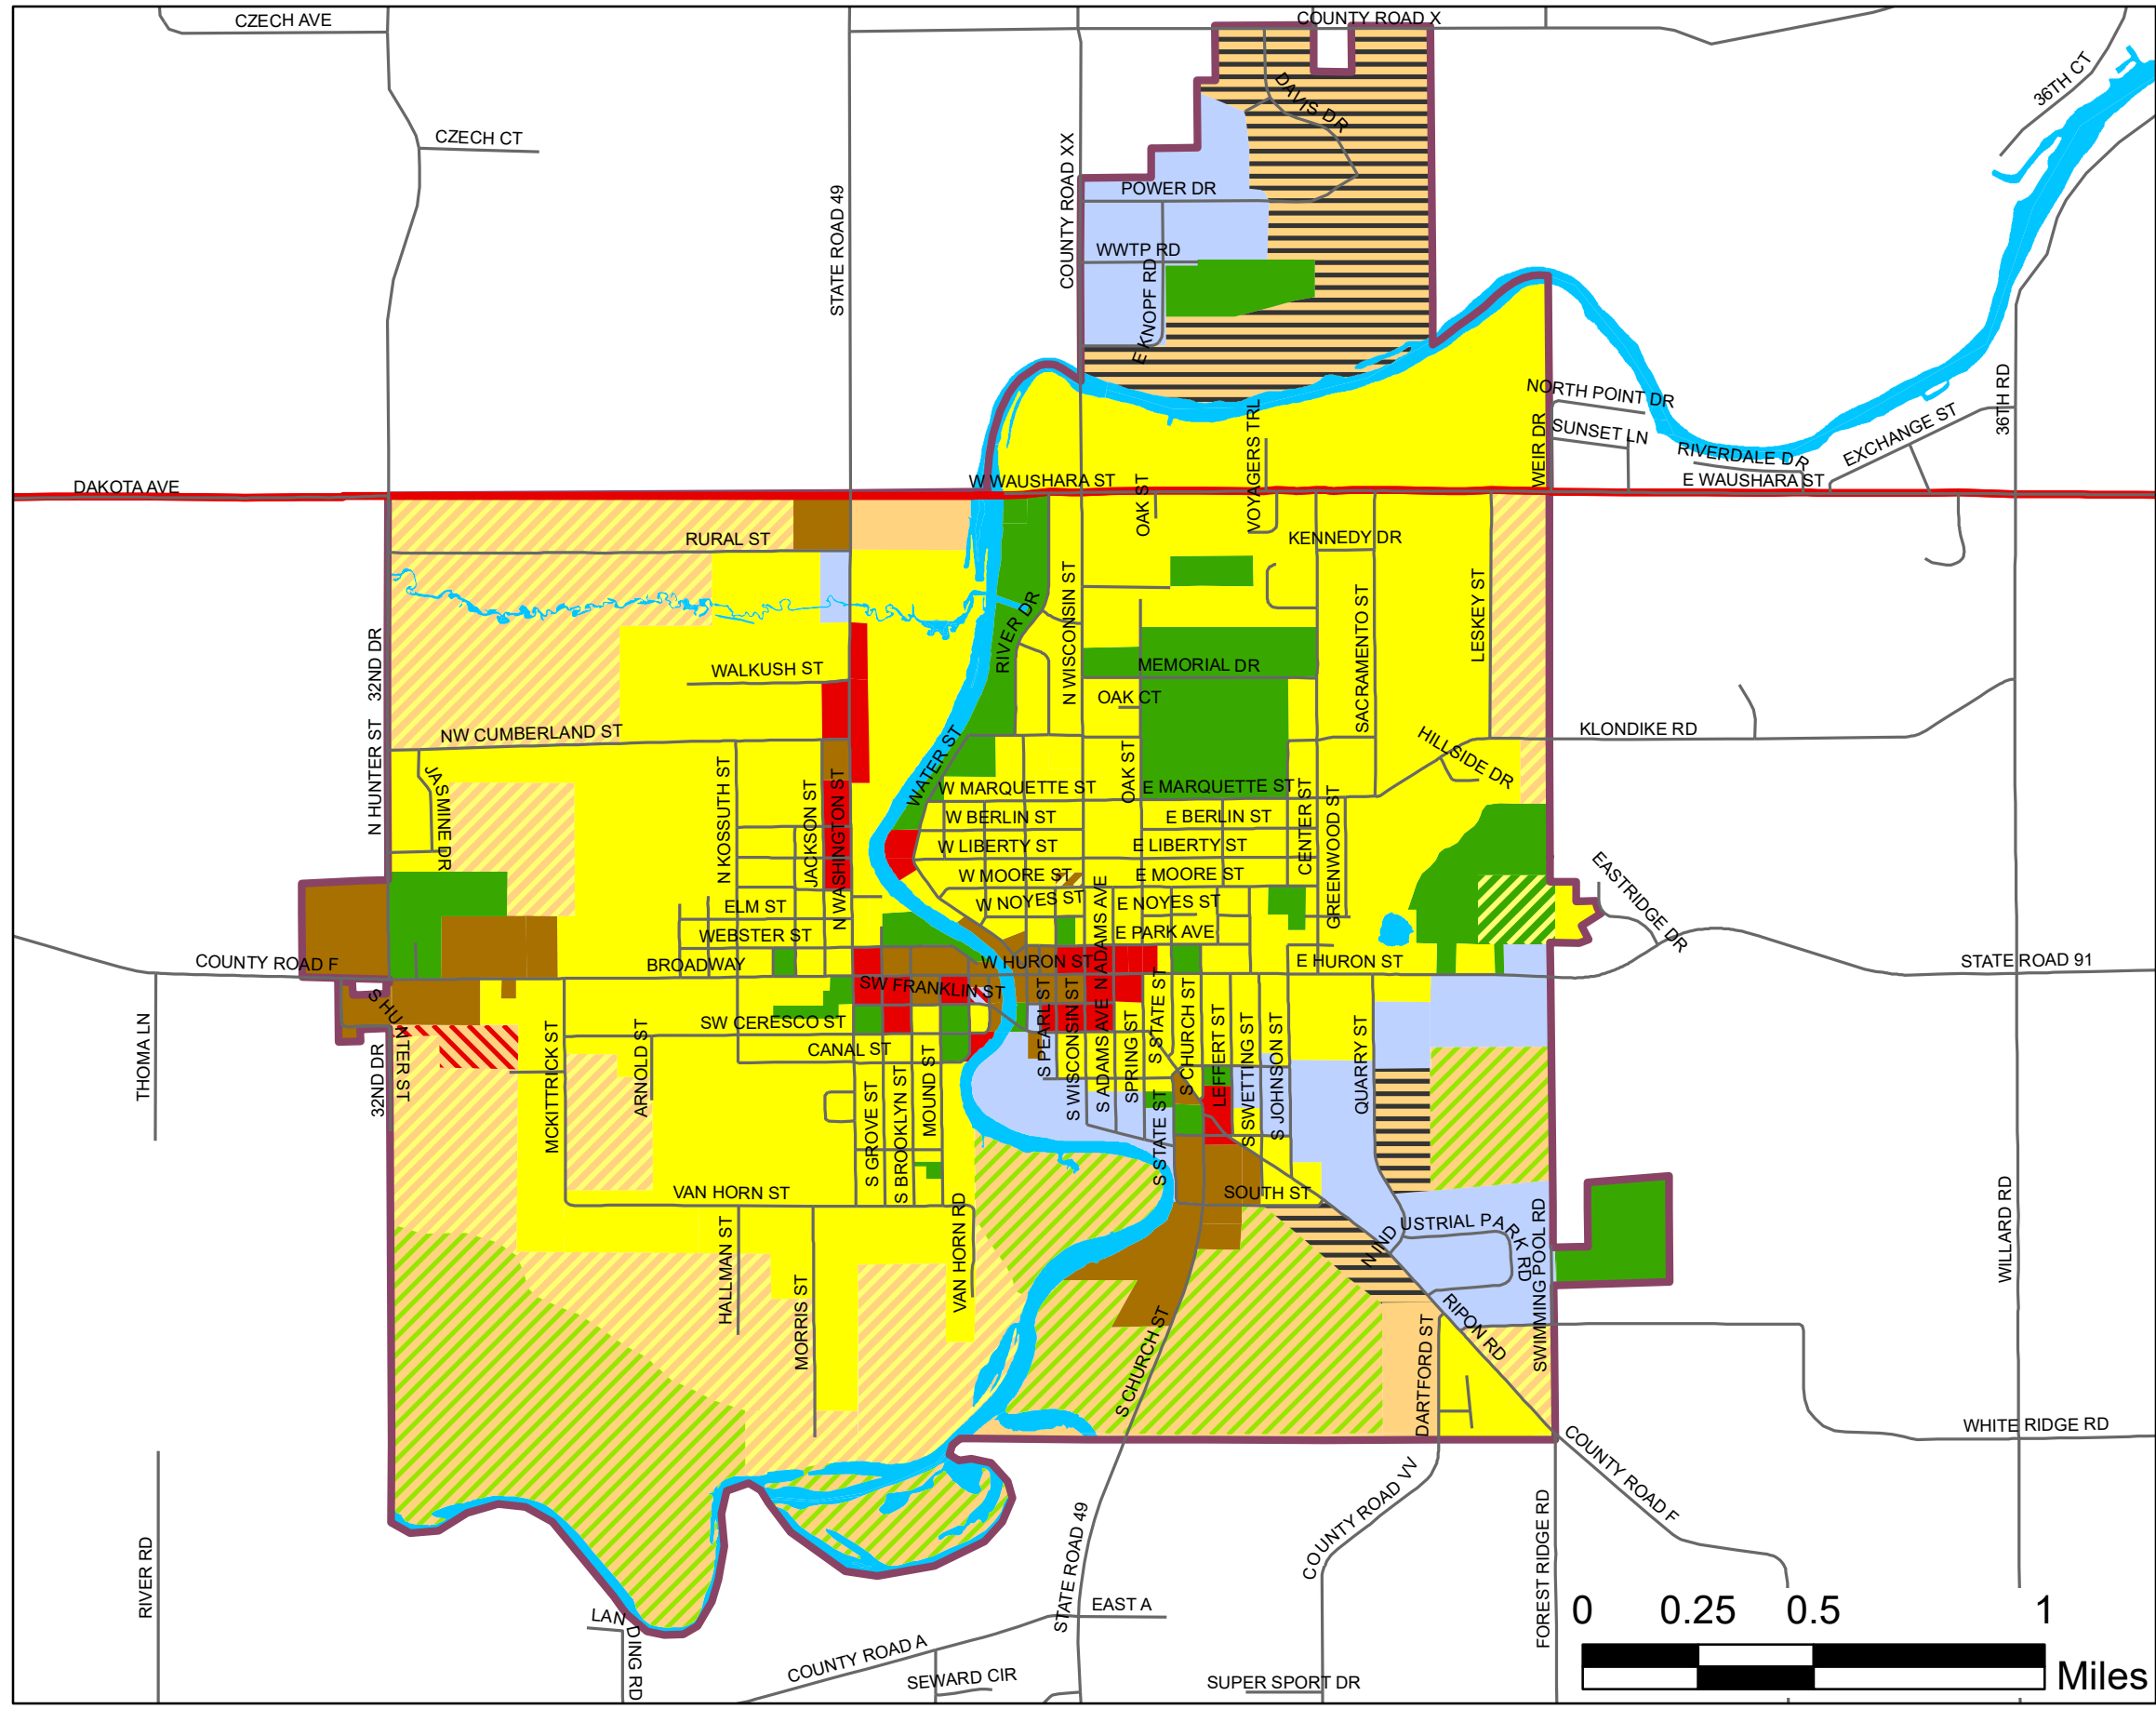 CZECH AVE
COUNTY ROAD X
36TH CT
CZECH CT
DAVIS DR
COUNTY ROAD XX
STATE ROAD 49
POWER DR
WWTP RD
E KNOPF RD
NORTH POINT DR
SUNSET LN
WEIR DR
RIVERDALE DR
EXCHANGE ST
36TH RD
VOYAGERS TRL
DAKOTA AVE
W WAUSHARA ST
E WAUSHARA ST
OAK ST
RURAL ST
KENNEDY DR
N WISCONSIN ST
RIVER DR
SACRAMENTO ST
LESKEY ST
32ND DR
WALKUSH ST
MEMORIAL DR
OAK CT
NW CUMBERLAND ST
N HUNTER ST
KLONDIKE RD
HILLSIDE DR
WATER ST
JASMINE DR
N KOSSUTH ST
JACKSON ST
N WASHINGTON ST
OAK ST
W MARQUETTE ST
E MARQUETTE ST
CENTER ST
GREENWOOD ST
W BERLIN ST
E BERLIN ST
W LIBERTY ST
E LIBERTY ST
W MOORE ST
E MOORE ST
EASTRIDGE DR
W NOYES ST
E NOYES ST
N ADAMS AVE
ELM ST
WEBSTER ST
E PARK AVE
COUNTY ROAD F
BROADWAY
W HURON ST
E HURON ST
STATE ROAD 91
SW FRANKLIN ST
S HUNTER ST
SW CERESCO ST
CANAL ST
THOMA LN
32ND DR
MCKITTRICK ST
ARNOLD ST
S GROVE ST
S BROOKLYN ST
MOUND ST
S PEARL ST
S WISCONSIN ST
S ADAMS AVE
SPRING ST
S STATE ST
S CHURCH ST
LEFFERT ST
S SWETTING ST
S JOHNSON ST
QUARRY ST
S STATE ST
VAN HORN ST
SOUTH ST
HALLMAN ST
MORRIS ST
VAN HORN RD
W INDUSTRIAL PARK RD
SWIMMING POOL RD
WILLARD RD
RIPON RD
DARTFORD ST
S CHURCH ST
WHITE RIDGE RD
COUNTY ROAD F
COUNTY ROAD VV
FOREST RIDGE RD
STATE ROAD 49
RIVER RD
LANDING RD
EAST A
COUNTY ROAD A
SEWARD CIR
SUPER SPORT DR
0 0.25 0.5 1
Miles